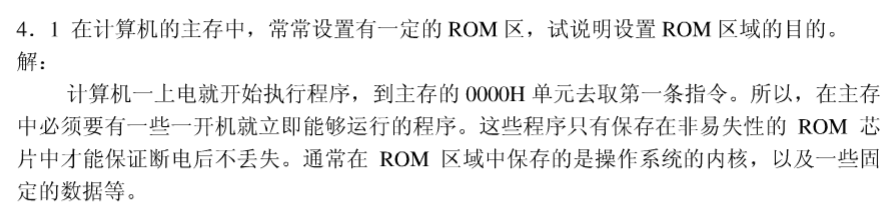 4．1 在计算机的主存中，常常设置有一定的 ROM 区，试说明设置 ROM 区域的目的。
解：
计算机一上电就开始执行程序，到主存的 0000H 单元去取第一条指令。所以，在主存
中必须要有一些一开机就立即能够运行的程序。这些程序只有保存在非易失性的 ROM 芯
片中才能保证断电后不丢失。通常在 ROM 区域中保存的是操作系统的内核，以及一些固
定的数据等。